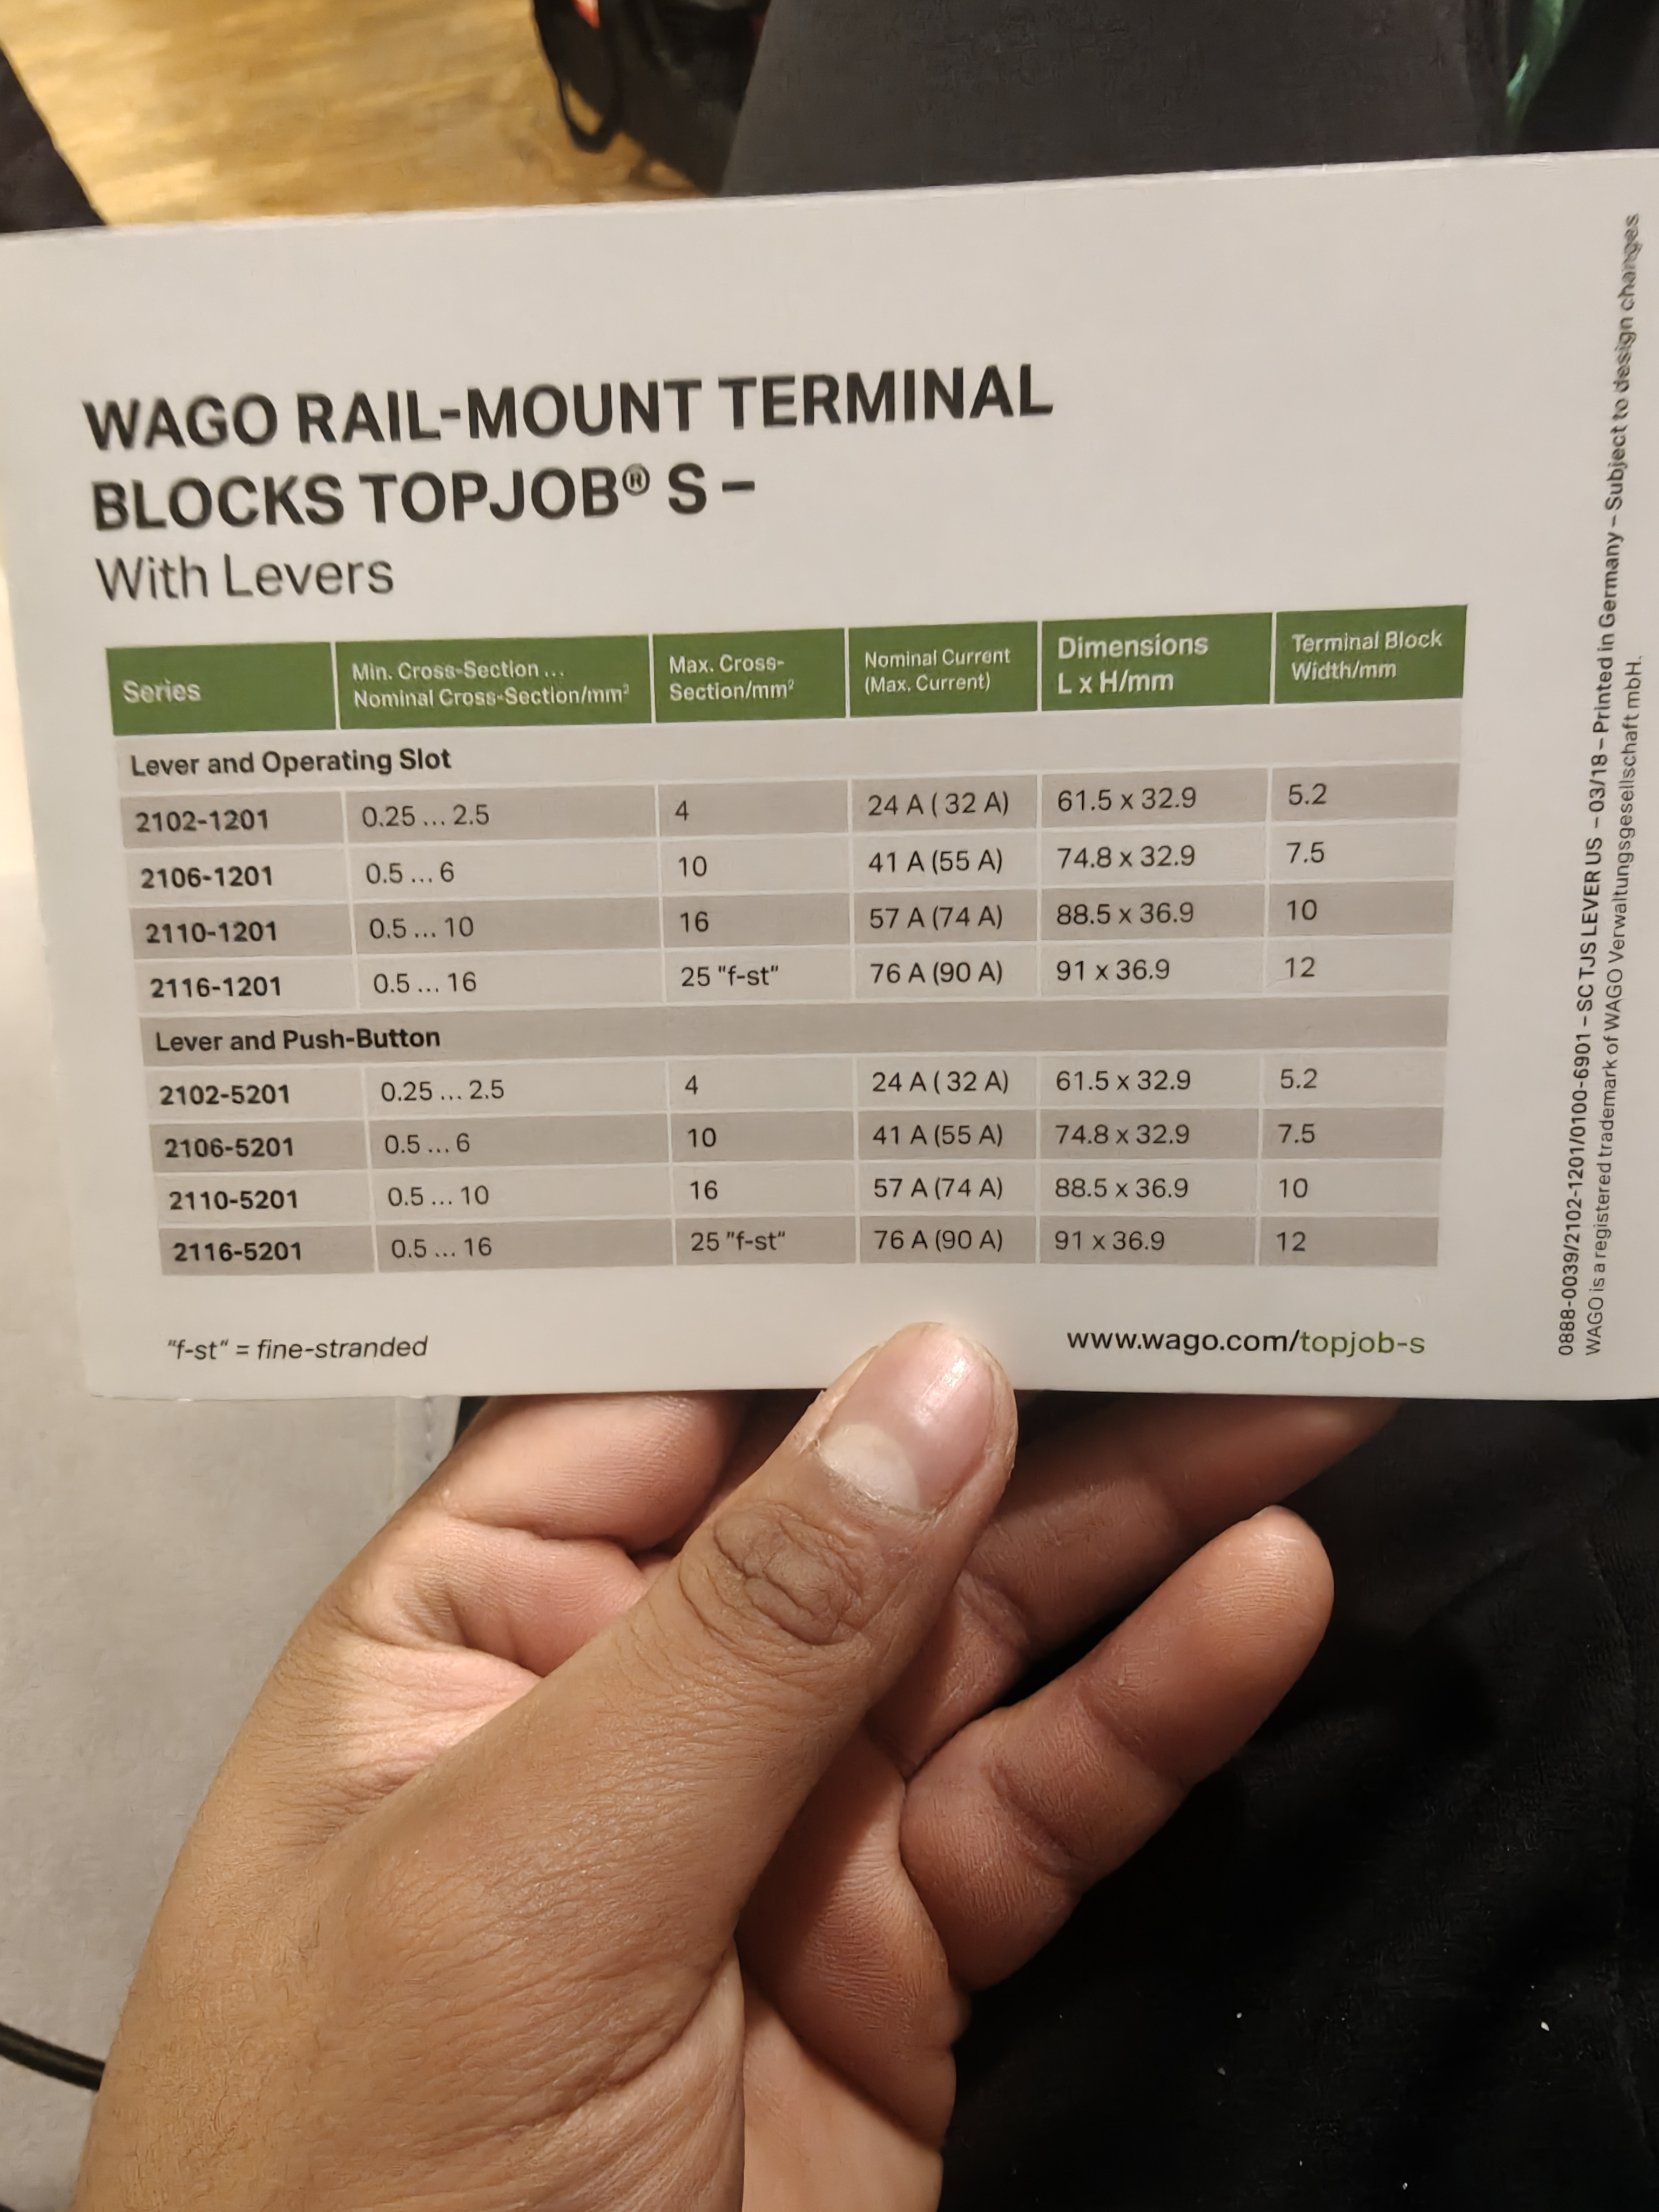 WAGO RAIL-MOUNT TERMINAL
BLOCKS TOPJOB® S –
With Levers
Series Min. Cross-Section ... Nominal Cross-Section/mm² Max. Cross-Section/mm² Nominal Current (Max. Current) Dimensions L x H/mm Terminal Block Width/mm
Lever and Operating Slot
2102-1201 0.25 ... 2.5 4 24 A ( 32 A) 61.5 x 32.9 5.2
2106-1201 0.5 ... 6 10 41 A (55 A) 74.8 x 32.9 7.5
2110-1201 0.5 ... 10 16 57 A (74 A) 88.5 x 36.9 10
2116-1201 0.5 ... 16 25 "f-st“ 76 A (90 A) 91 x 36.9 12
Lever and Push-Button
2102-5201 0.25 ... 2.5 4 24 A ( 32 A) 61.5 x 32.9 5.2
2106-5201 0.5 ... 6 10 41 A (55 A) 74.8 x 32.9 7.5
2110-5201 0.5 ... 10 16 57 A (74 A) 88.5 x 36.9 10
2116-5201 0.5 ... 16 25 "f-st“ 76 A (90 A) 91 x 36.9 12
"f-st“ = fine-stranded
www.wago.com/topjob-s
0888-0039/2102-1201/0100-6901 – SC TJS LEVER US – 03/18 – Printed in Germany – Subject to design changes
WAGO is a registered trademark of WAGO Verwaltungsgesellschaft mbH.